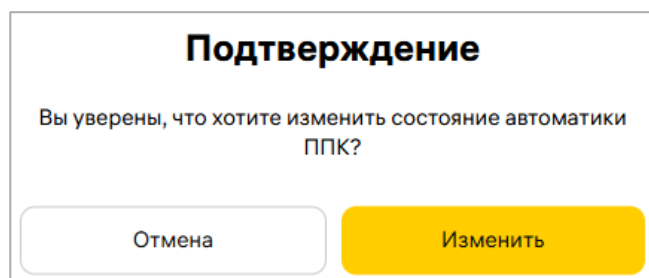 Подтверждение
Вы уверены, что хотите изменить состояние автоматики
ППК?
Отмена
Изменить